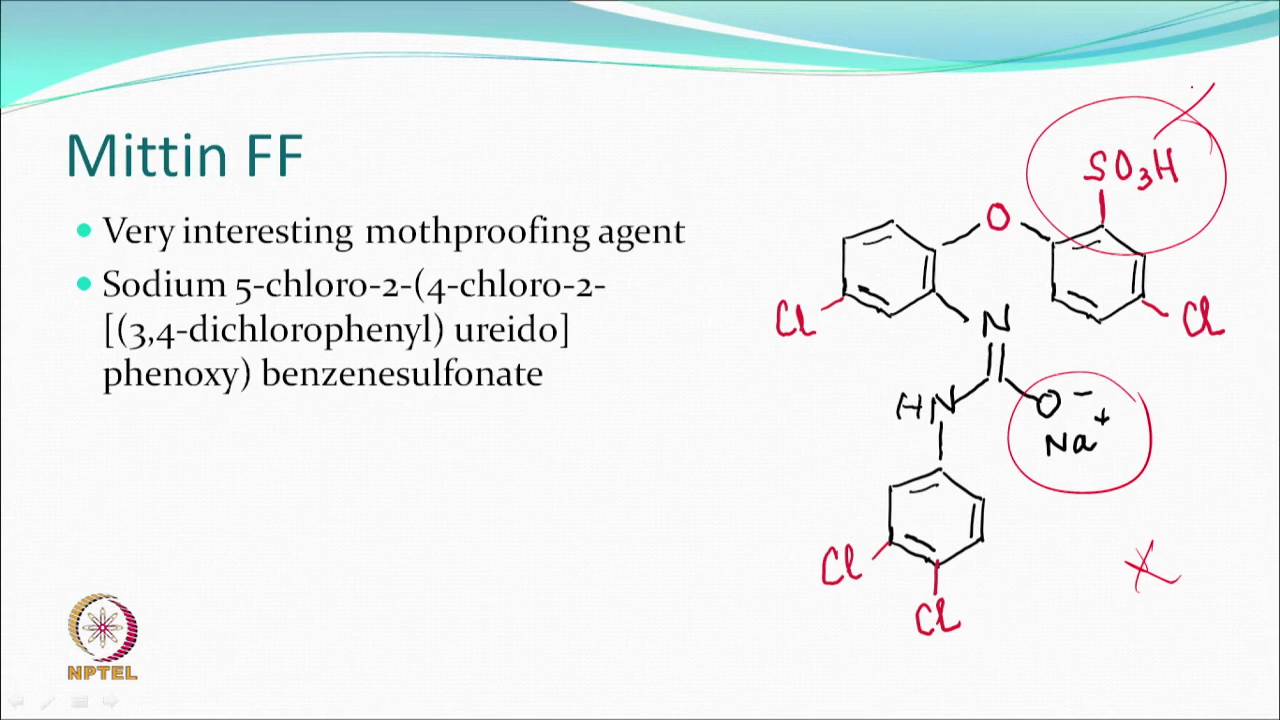 Mittin FF
Very interesting mothproofing agent
Sodium 5-chloro-2-(4-chloro-2-
[(3,4-dichlorophenyl) ureido]
phenoxy) benzenesulfonate
SO3H
O
Cl
Cl
N
HN
O−
Na+
Cl
Cl
NPTEL